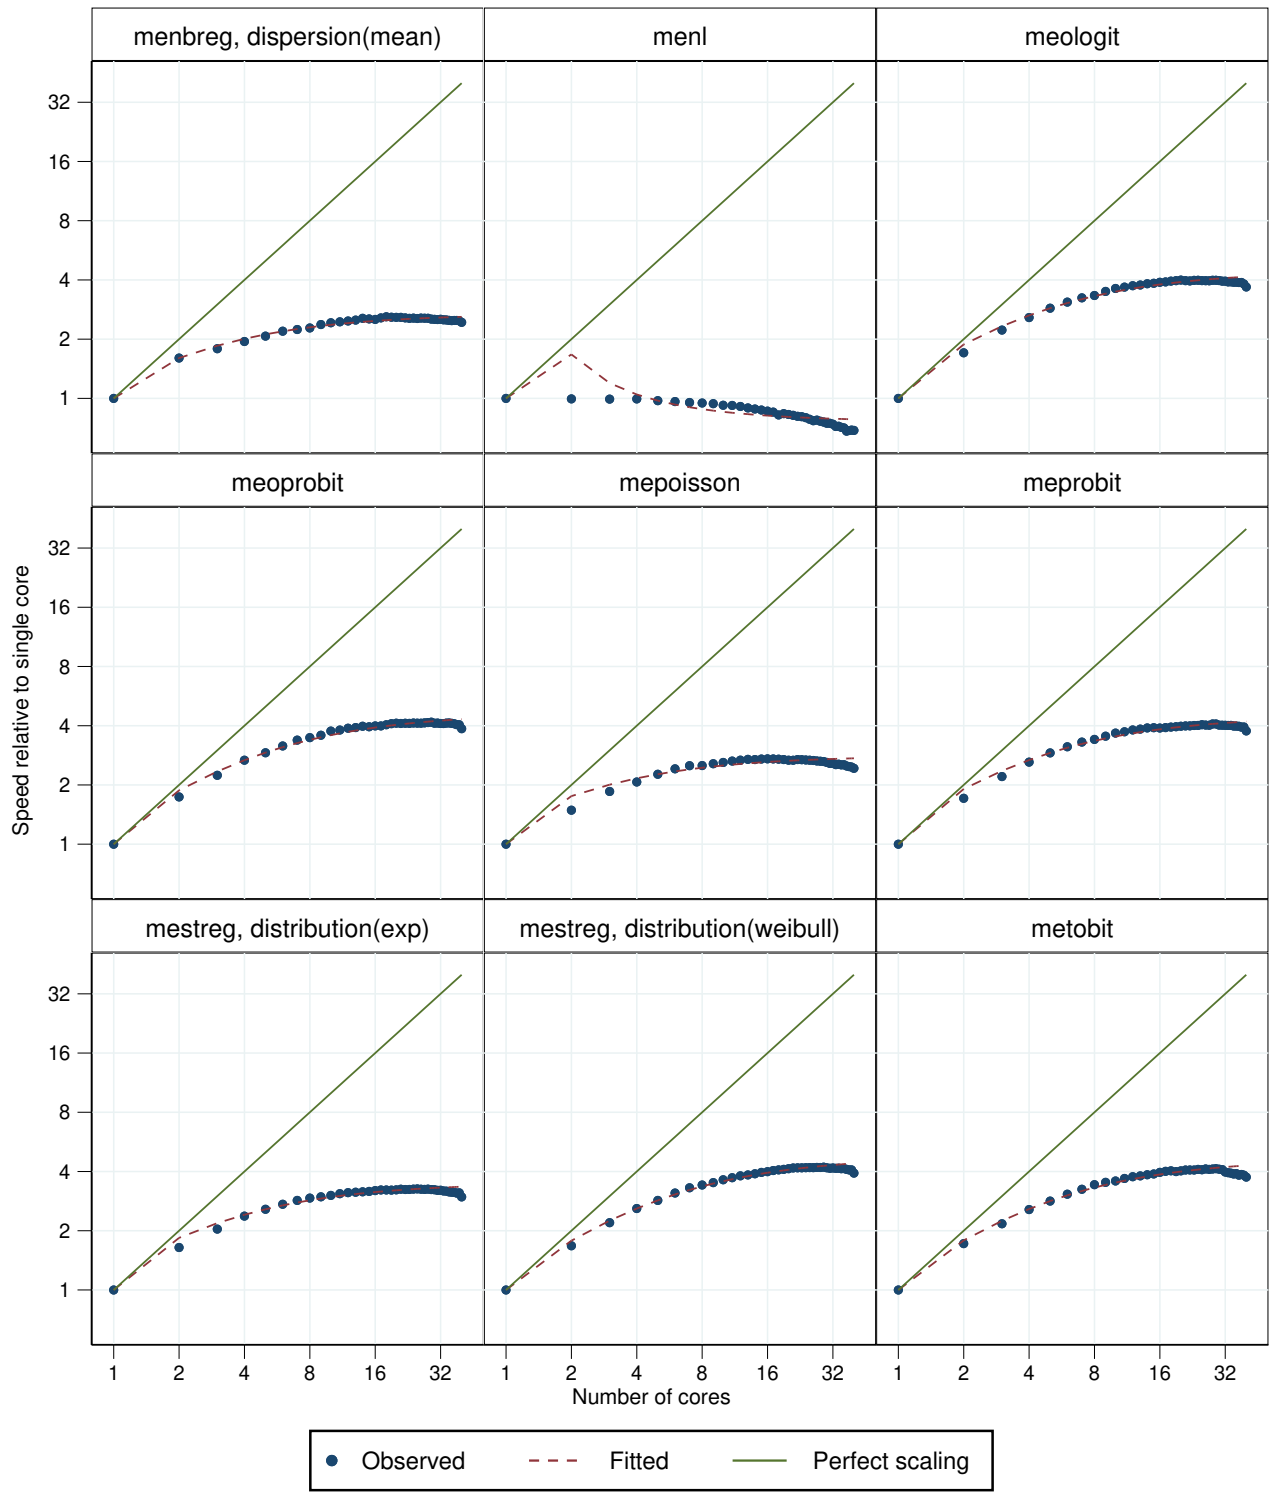 menbreg, dispersion(mean)
menl
meologit
32
16
8
4
2
1
meoprobit
mepoisson
meprobit
32
16
8
4
2
1
Speed relative to single core
mestreg, distribution(exp)
mestreg, distribution(weibull)
metobit
32
16
8
4
2
1
1 2 4 8 16 32 1 2 4 8 16 32 1 2 4 8 16 32
Number of cores
Observed Fitted Perfect scaling